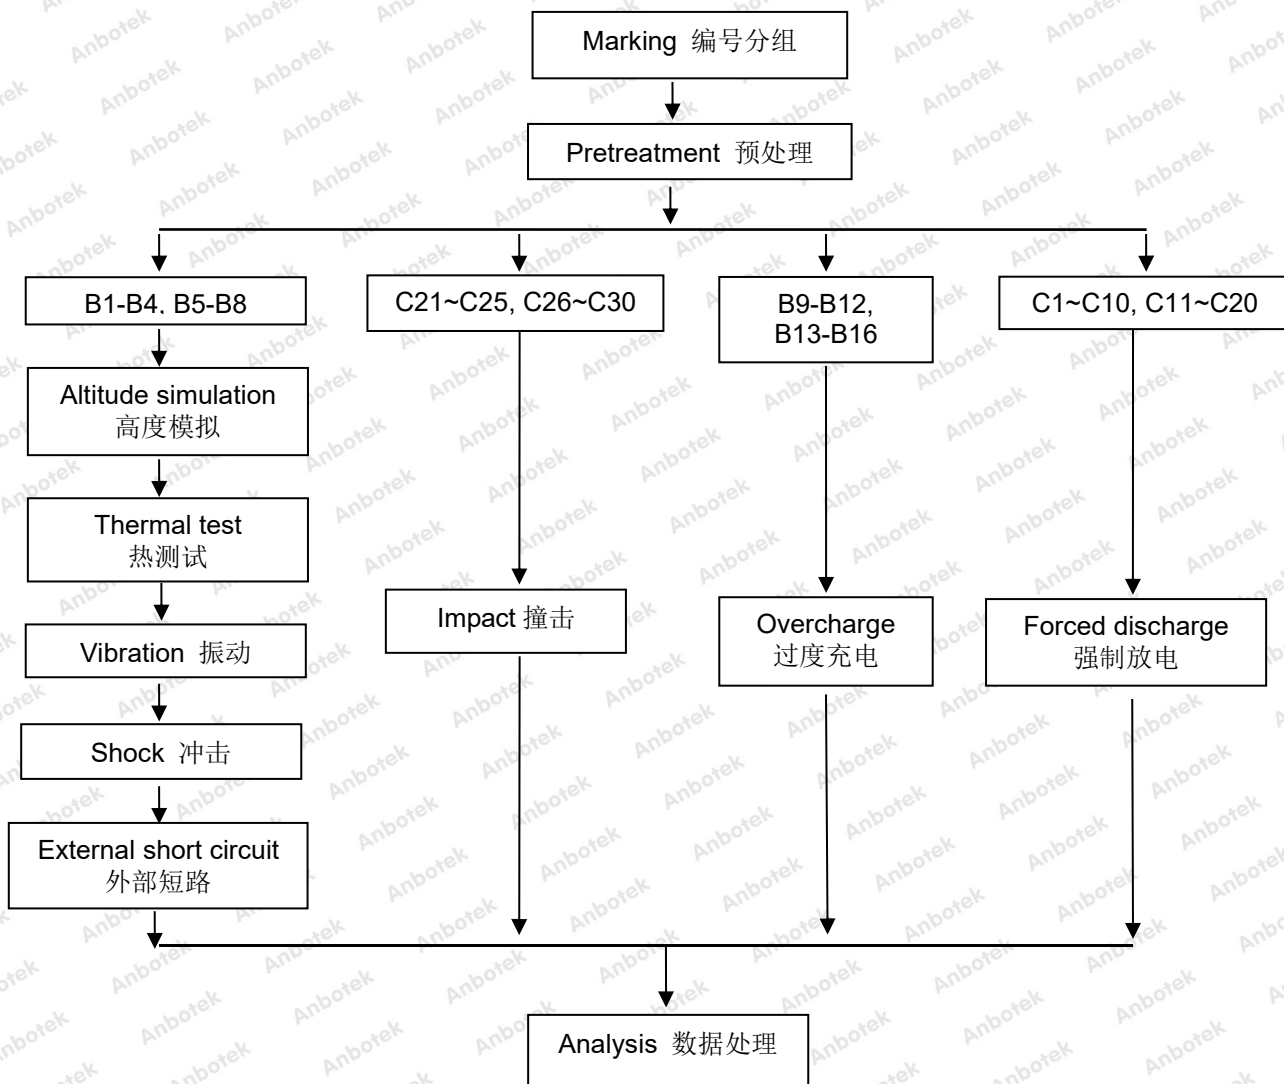 Marking 编号分组
Pretreatment 预处理
B1-B4, B5-B8
C21~C25, C26~C30
B9-B12,
B13-B16
C1~C10, C11~C20
Altitude simulation
高度模拟
Thermal test
热测试
Vibration 振动
Shock 冲击
External short circuit
外部短路
Impact 撞击
Overcharge
过度充电
Forced discharge
强制放电
Analysis 数据处理
Anbotek